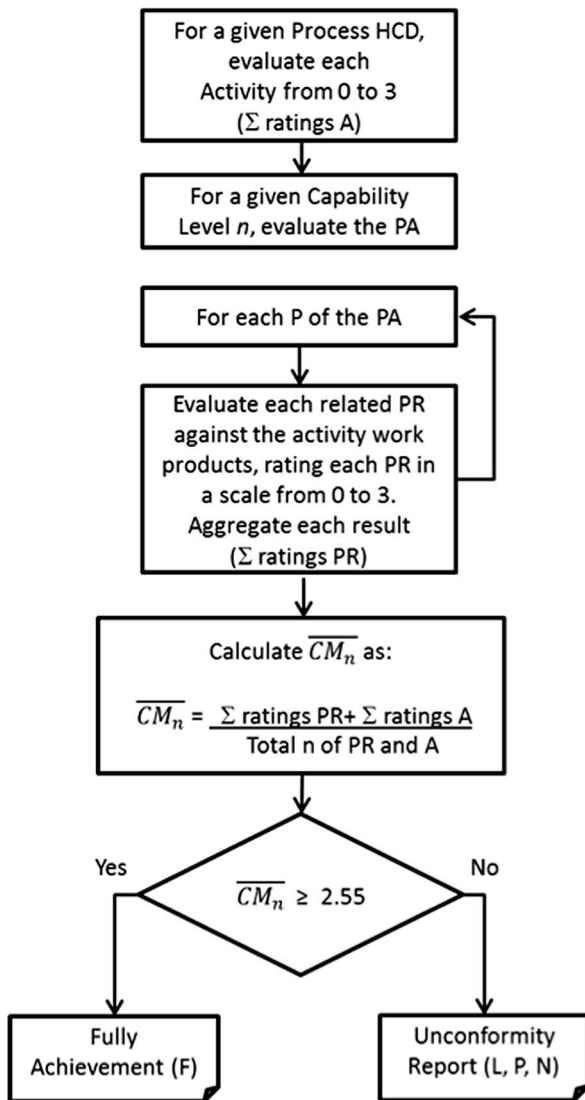 For a given Process HCD,
evaluate each
Activity from 0 to 3
(Σ ratings A)
For a given Capability
Level n, evaluate the PA
For each P of the PA
Evaluate each related PR
against the activity work
products, rating each PR in
a scale from 0 to 3.
Aggregate each result
(Σ ratings PR)
Calculate C̅M̅ₙ̅ as:
C̅M̅ₙ̅ = Σ ratings PR+ Σ ratings A
Total n of PR and A
Yes
No
C̅M̅ₙ̅ ≥ 2.55
Fully
Achievement (F)
Unconformity
Report (L, P, N)